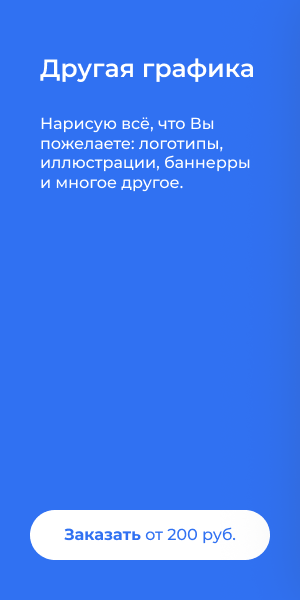 Другая графика
Нарисую всё, что Вы
пожелаете: логотипы,
иллюстрации, баннерры
и многое другое.
Заказать от 200 руб.